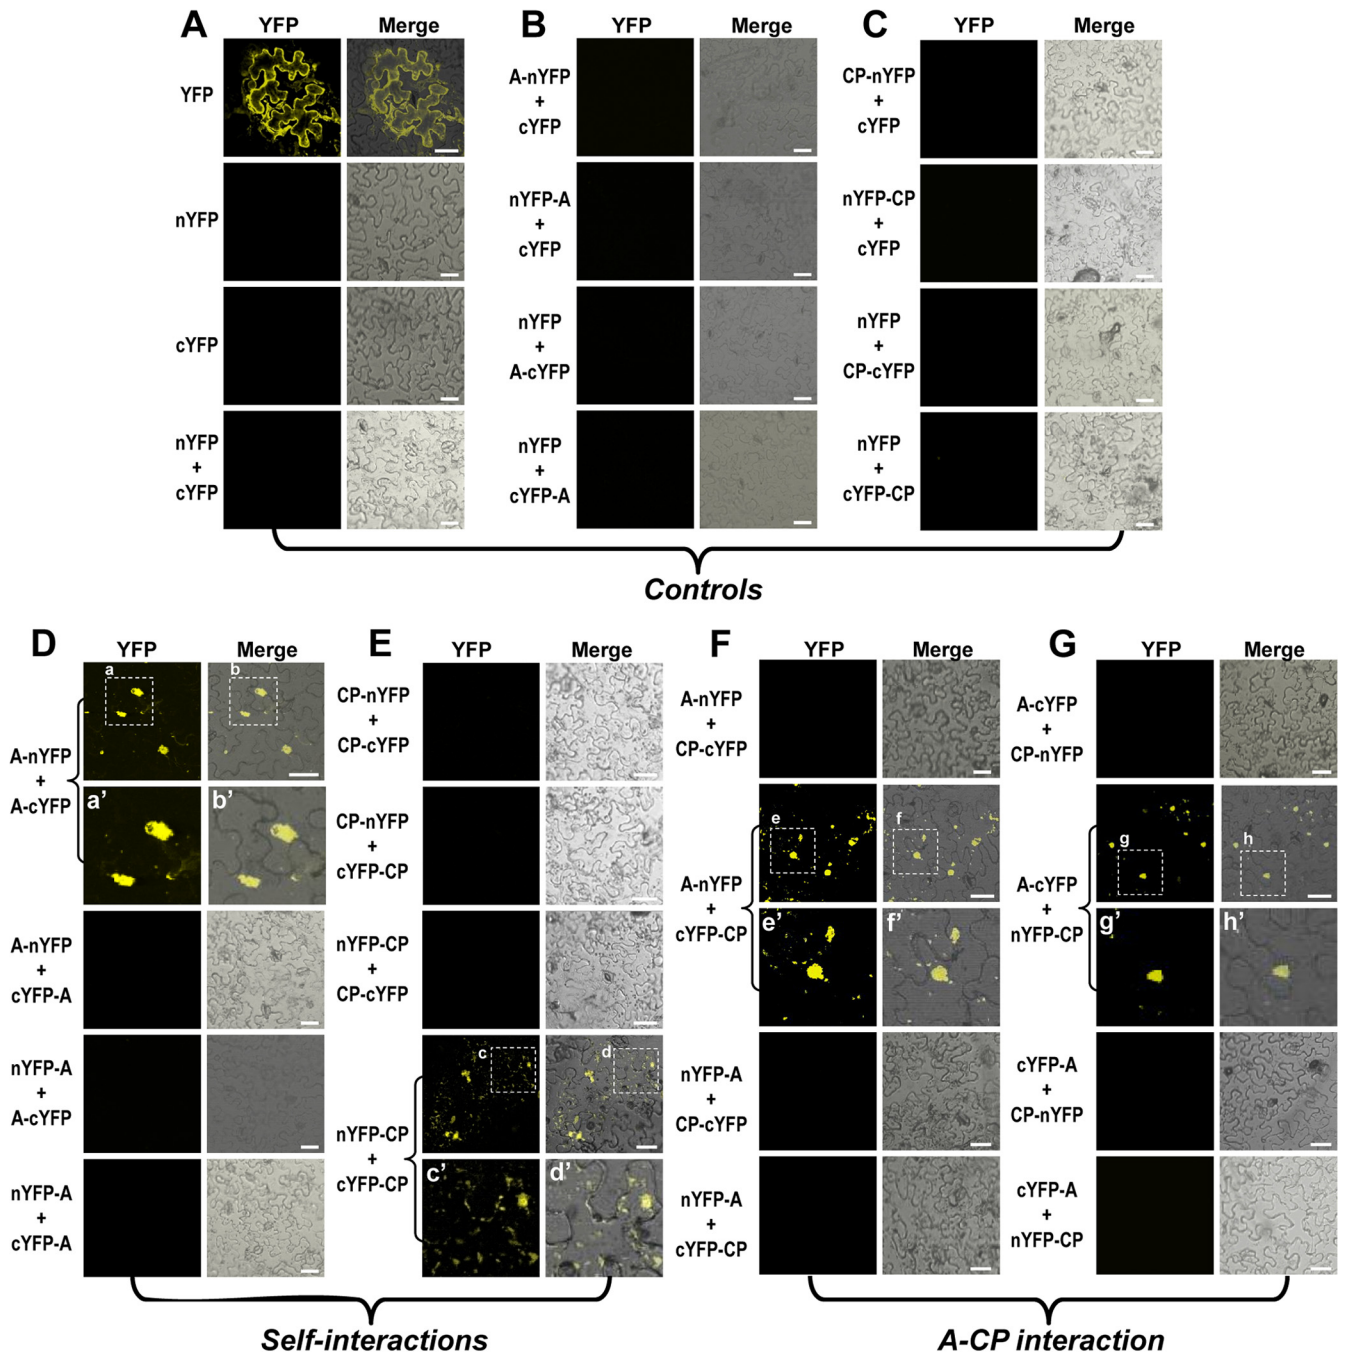 A
YFP
Merge
YFP
nYFP
cYFP
nYFP
+
cYFP
B
YFP
Merge
A-nYFP
+
cYFP
nYFP-A
+
cYFP
nYFP
+
A-cYFP
nYFP
+
cYFP-A
C
YFP
Merge
CP-nYFP
+
cYFP
nYFP-CP
+
cYFP
nYFP
+
CP-cYFP
nYFP
+
cYFP-CP
Controls
D
YFP
Merge
a
b
A-nYFP
+
A-cYFP
a’
b’
A-nYFP
+
cYFP-A
nYFP-A
+
A-cYFP
nYFP-A
+
cYFP-A
E
YFP
Merge
CP-nYFP
+
CP-cYFP
CP-nYFP
+
cYFP-CP
nYFP-CP
+
CP-cYFP
c
d
nYFP-CP
+
cYFP-CP
c’
d’
Self-interactions
F
YFP
Merge
A-nYFP
+
CP-cYFP
e
f
A-nYFP
+
cYFP-CP
e’
f’
nYFP-A
+
CP-cYFP
nYFP-A
+
cYFP-CP
G
YFP
Merge
A-cYFP
+
CP-nYFP
g
h
A-cYFP
+
nYFP-CP
g’
h’
cYFP-A
+
CP-nYFP
cYFP-A
+
nYFP-CP
A-CP interaction